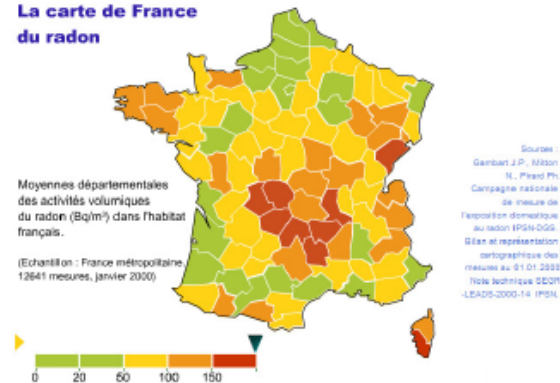 La carte de France
du radon
Moyennes départementales
des activités volumiques
du radon (Bq/m³) dans l'habitat
français.
(Echantillon : France métropolitaine,
12641 mesures, janvier 2000)
Sources :
Gambart J.P., Mitton
N., Pirard Ph.
Campagne nationale
de mesure de
l'exposition domestique
au radon IPSN-DGS.
Bilan et représentation
cartographique des
mesures au 01.01.2000
Note technique SEGR
-LEADS-2000-14 IPSN.
0 20 50 100 150